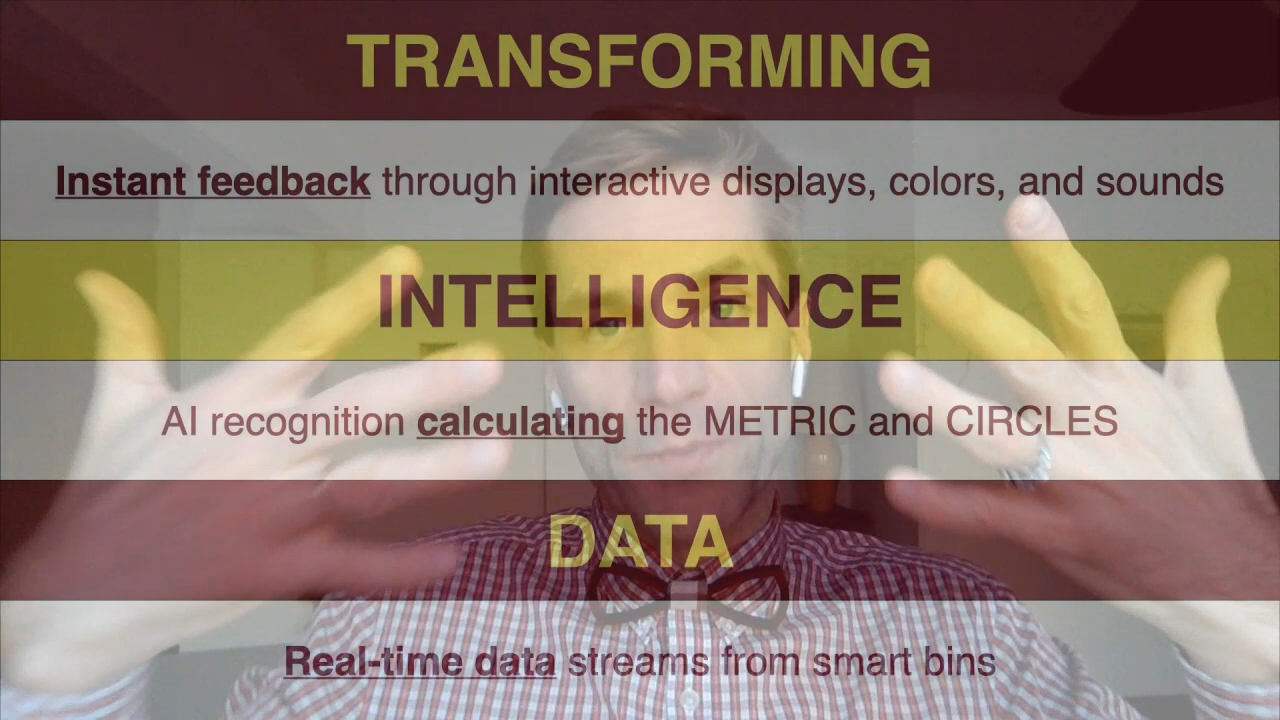 TRANSFORMING
Instant feedback through interactive displays, colors, and sounds
INTELLIGENCE
AI recognition calculating the METRIC and CIRCLES
DATA
Real-time data streams from smart bins